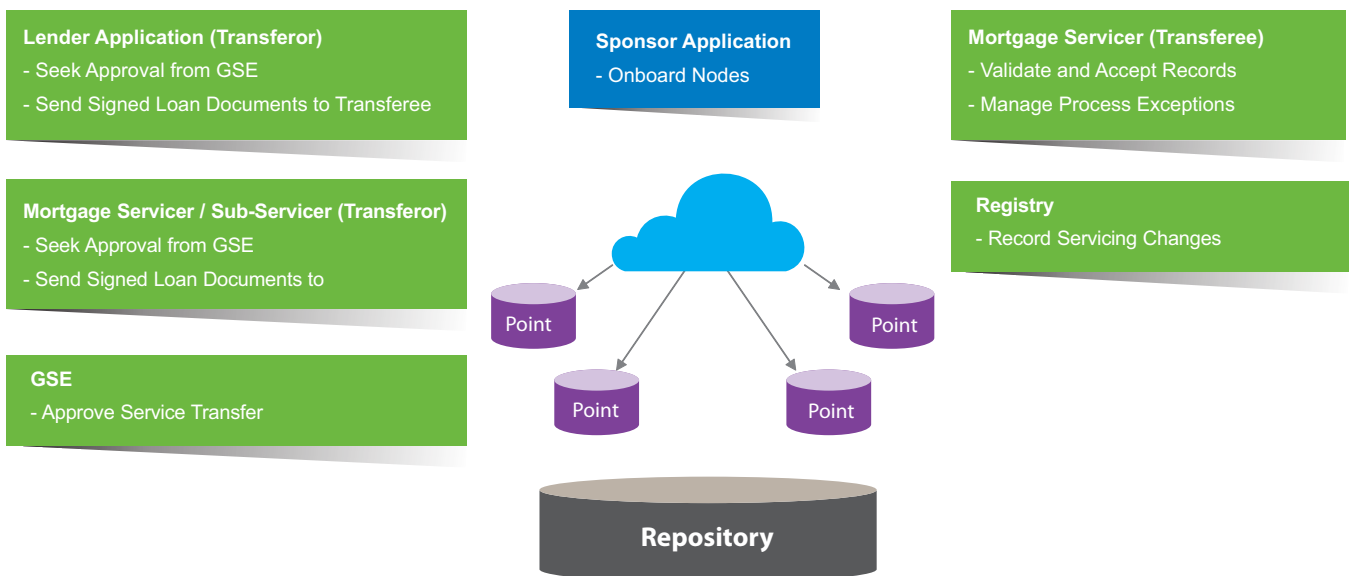 Lender Application (Transferor)
- Seek Approval from GSE
- Send Signed Loan Documents to Transferee
Mortgage Servicer / Sub-Servicer (Transferor)
- Seek Approval from GSE
- Send Signed Loan Documents to
GSE
- Approve Service Transfer
Sponsor Application
- Onboard Nodes
Point
Point
Point
Point
Repository
Mortgage Servicer (Transferee)
- Validate and Accept Records
- Manage Process Exceptions
Registry
- Record Servicing Changes